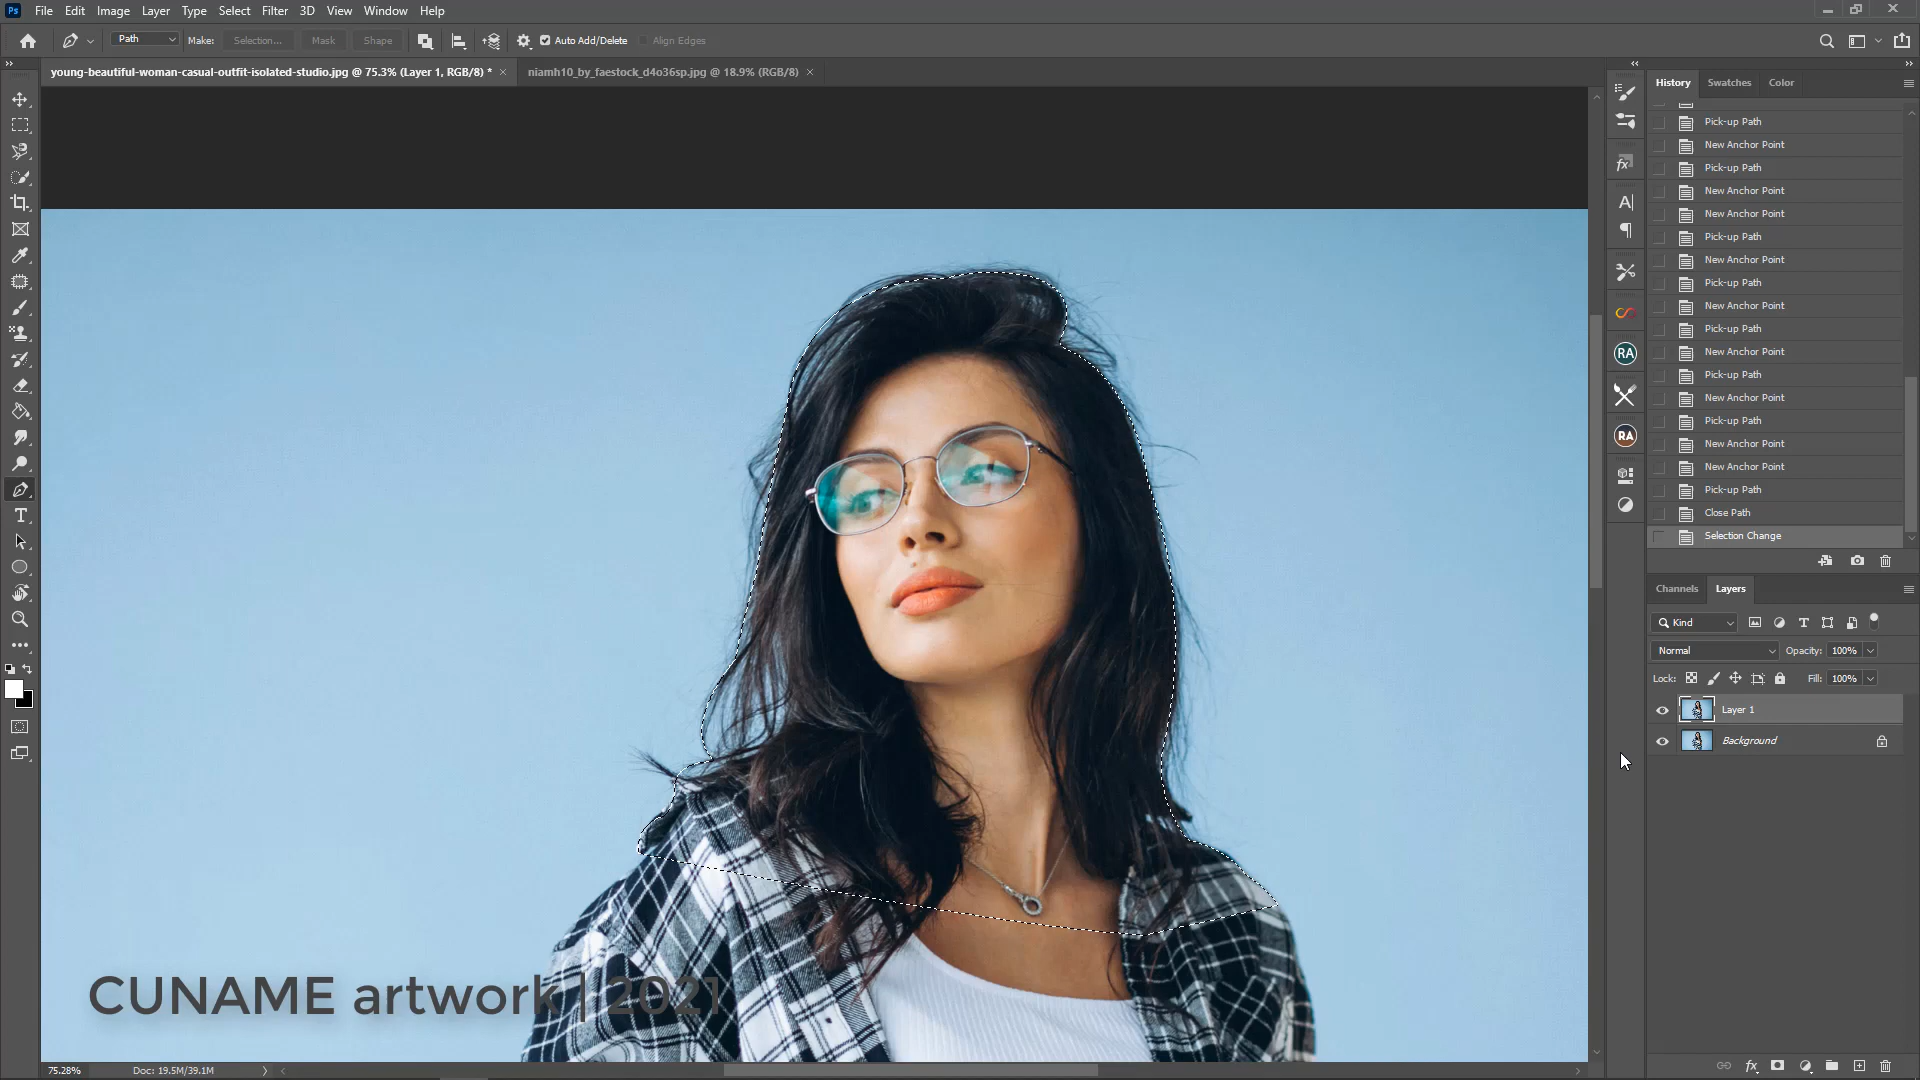 Ps File Edit Image Layer Type Select Filter 3D View Window Help
Path Make: Selection... Mask Shape Auto Add/Delete Align Edges
young-beautiful-woman-casual-outfit-isolated-studio.jpg @ 75.3% (Layer 1, RGB/8) * niamh10_by_faestock_d4o36sp.jpg @ 18.9% (RGB/8)
History Swatches Color
Pick-up Path
New Anchor Point
Pick-up Path
New Anchor Point
New Anchor Point
Pick-up Path
New Anchor Point
Pick-up Path
New Anchor Point
Pick-up Path
New Anchor Point
Pick-up Path
New Anchor Point
Pick-up Path
New Anchor Point
New Anchor Point
Pick-up Path
Close Path
Selection Change
RA
RA
Channels Layers
Kind
Normal Opacity: 100%
Lock: Fill: 100%
Layer 1
Background
CUNAME artwork | 2021
75.28% Doc: 19.5M/39.1M